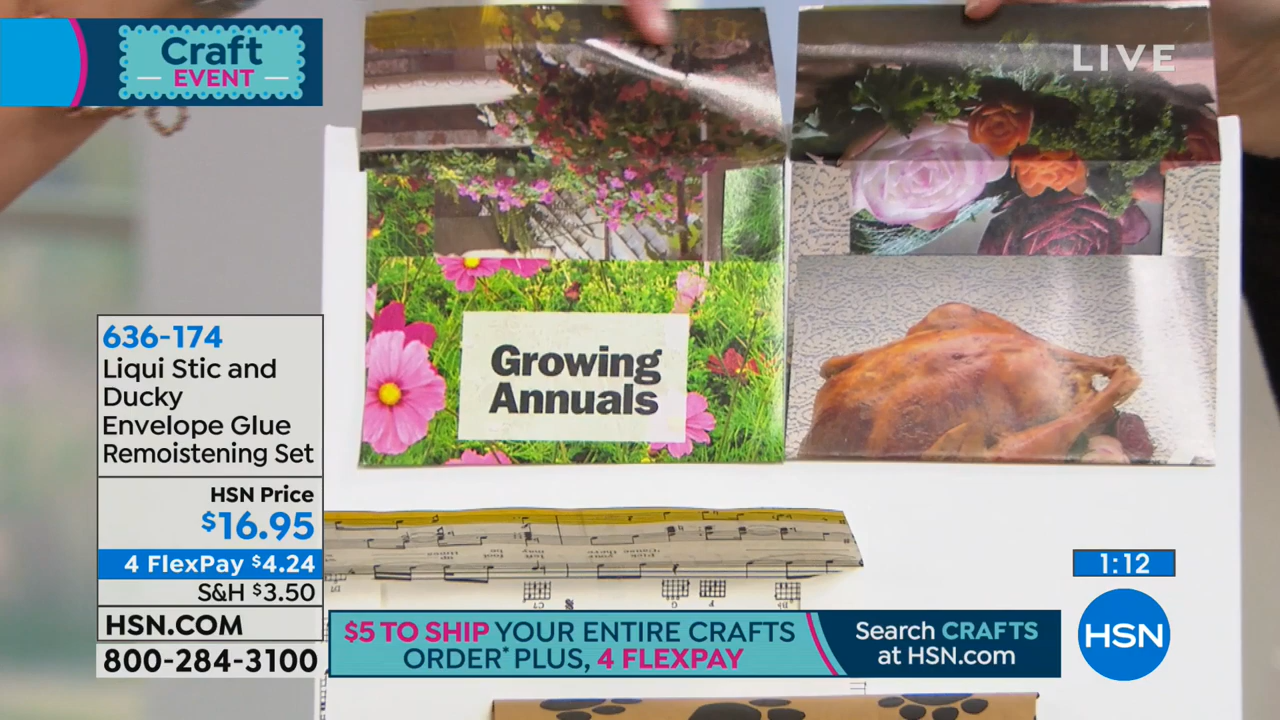 Craft
EVENT
LIVE
Growing
Annuals
636-174
Liqui Stic and
Ducky
Envelope Glue
Remoistening Set
HSN Price
$16.95
4 FlexPay $4.24
S&H $3.50
HSN.COM
800-284-3100
$5 TO SHIP YOUR ENTIRE CRAFTS
ORDER* PLUS, 4 FLEXPAY
Search CRAFTS
at HSN.com
1:12
HSN